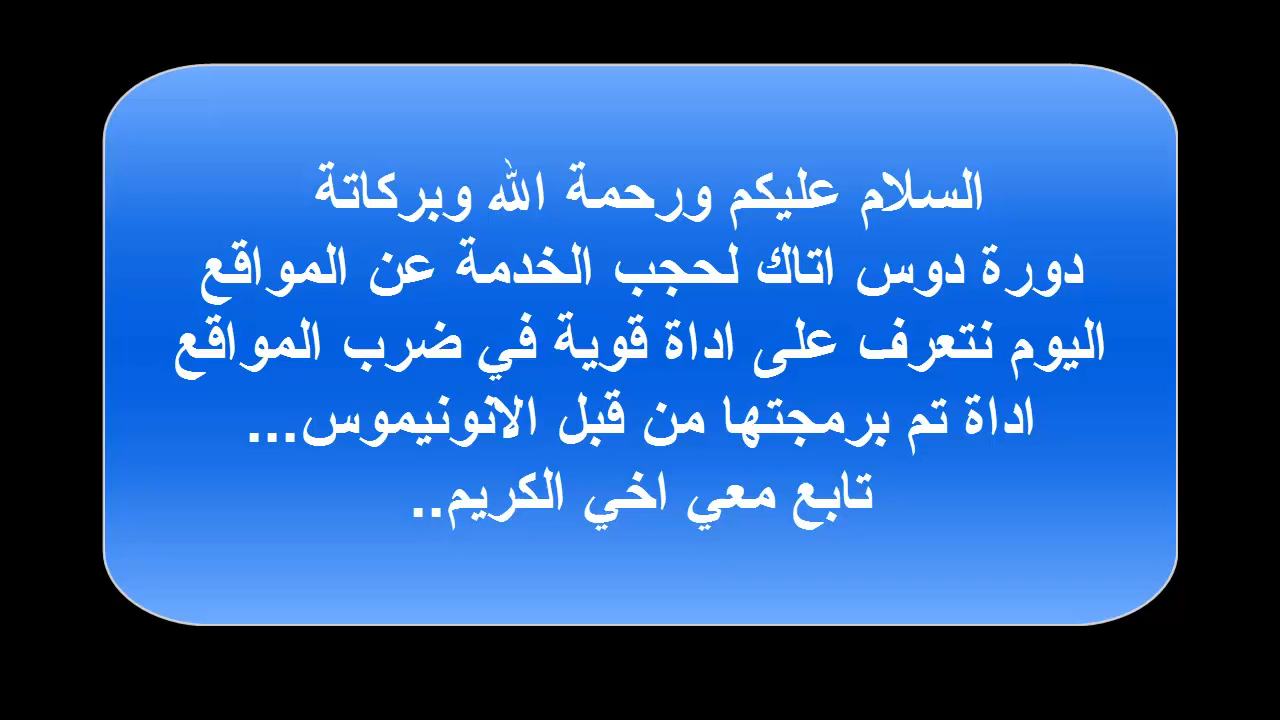 السلام عليكم ورحمة الله وبركاتة
دورة دوس اتاك لحجب الخدمة عن المواقع
اليوم نتعرف على اداة قوية في ضرب المواقع
اداة تم برمجتها من قبل الانونيموس...
تابع معي اخي الكريم..